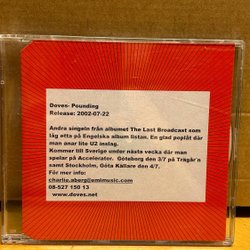 Doves- Pounding
Release: 2002-07-22
Andra singeln från albumet The Last Broadcast som
låg etta på Engelska album listan. En glad poplåt där
man anar lite U2 inslag.
Kommer till Sverige under nästa vecka där man
spelar på Accelerator. Göteborg den 3/7 på Trägår´n
samt Stockholm, Göta Källare den 4/7.
För mer info:
charlie.aberg@emimusic.com
08-527 150 13
www.doves.net